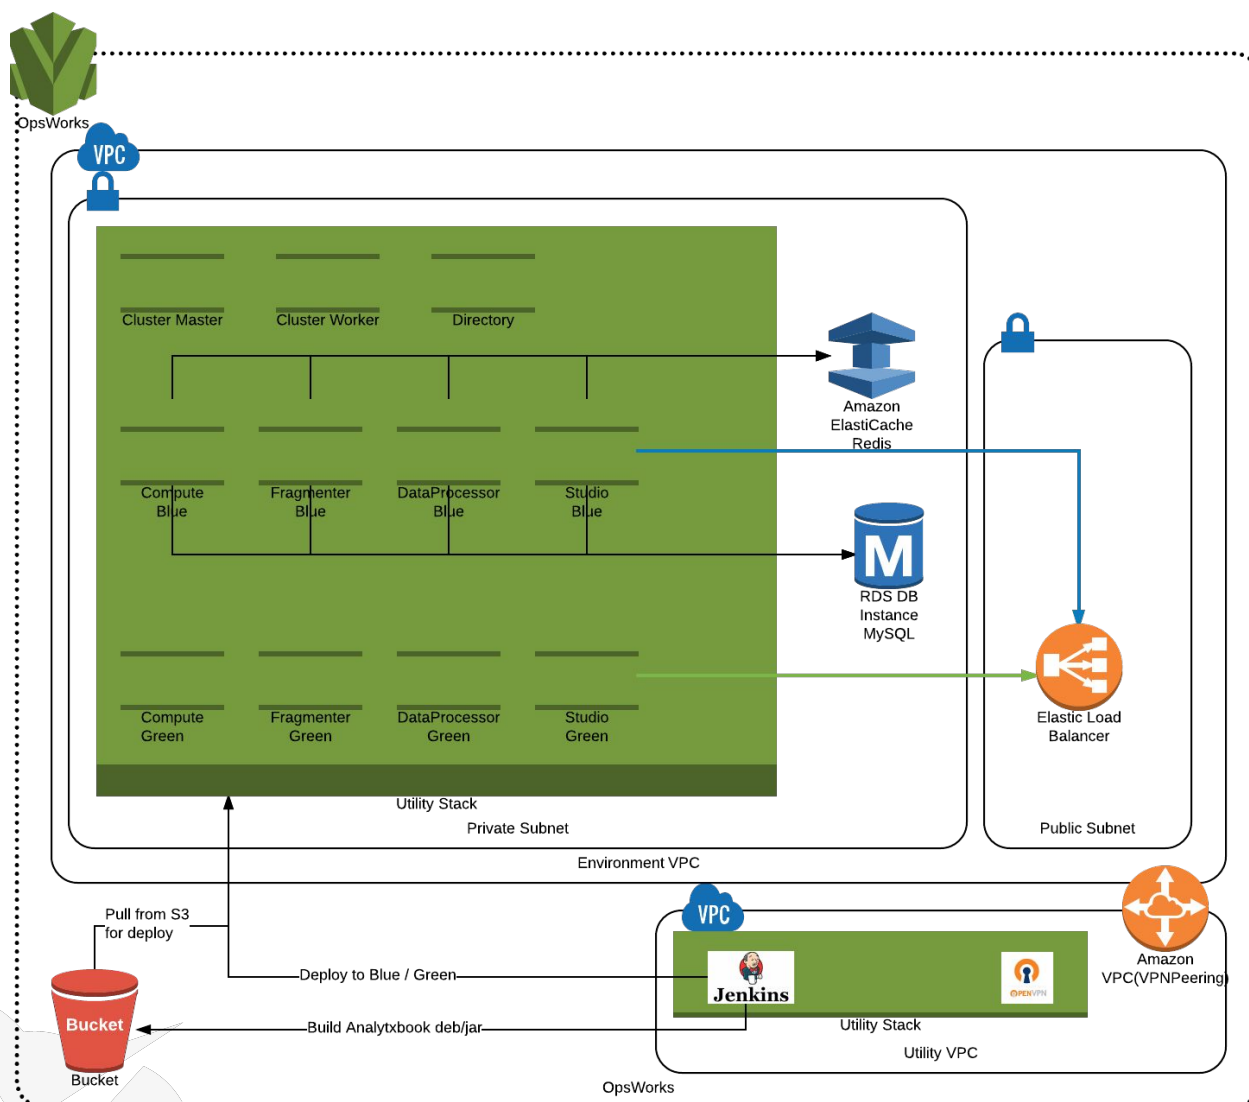 OpsWorks
VPC
Cluster Master
Cluster Worker
Directory
Amazon
ElastiCache
Redis
Compute
Blue
Fragmenter
Blue
DataProcessor
Blue
Studio
Blue
M
RDS DB
Instance
MySQL
Compute
Green
Fragmenter
Green
DataProcessor
Green
Studio
Green
Elastic Load
Balancer
Utility Stack
Private Subnet
Public Subnet
Environment VPC
Pull from S3
for deploy
VPC
Amazon
VPC(VPNPeering)
Deploy to Blue / Green
Jenkins
OPENVPN
Bucket
Build Analytxbook deb/jar
Utility Stack
Utility VPC
Bucket
OpsWorks